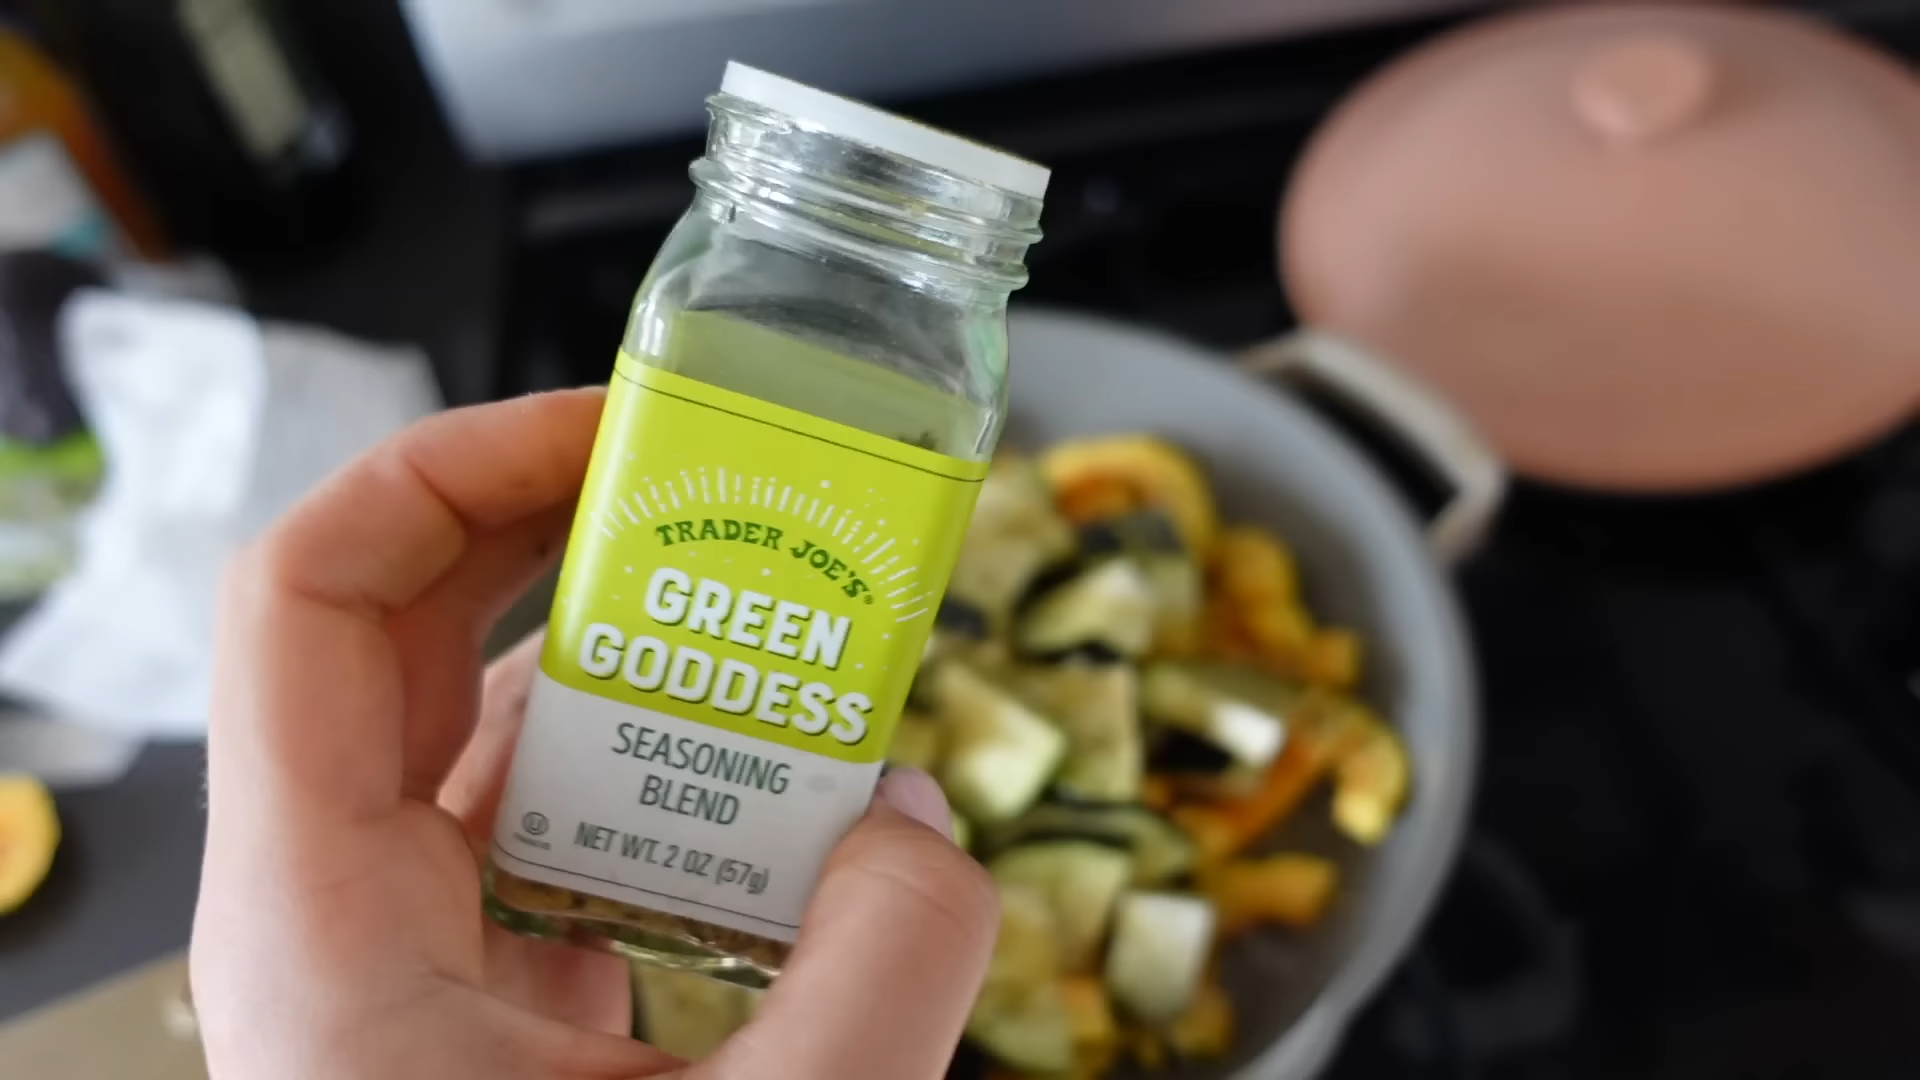 TRADER JOE'S®
GREEN
GODDESS
SEASONING
BLEND
NET WT. 2 OZ (57g)